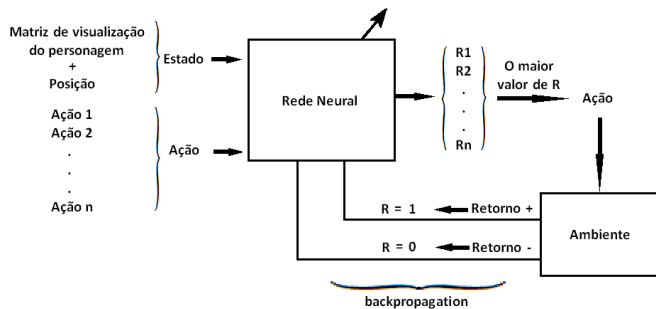 Matriz de visualização
do personagem
+
Posição
Estado
Ação 1
Ação 2
.
.
.
Ação n
Ação
Rede Neural
R1
R2
.
.
.
Rn
O maior
valor de R
Ação
Ambiente
R = 1
Retorno +
R = 0
Retorno -
backpropagation